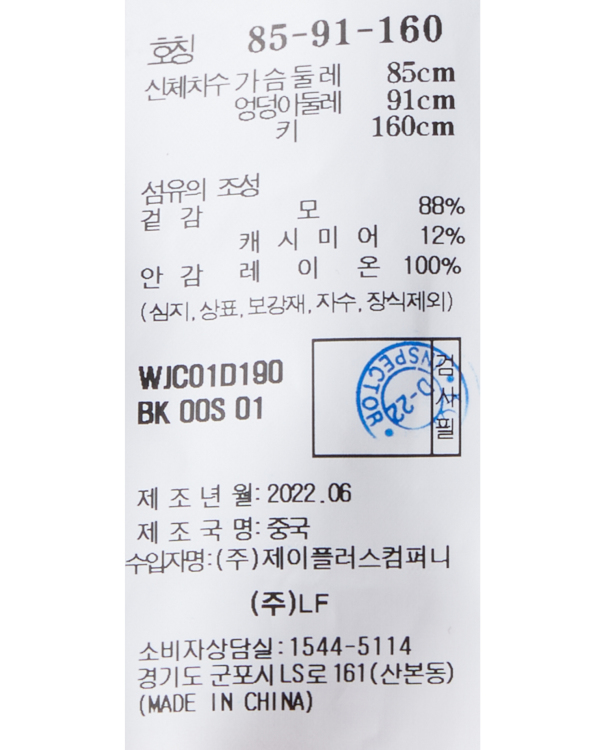 호칭 85-91-160
신체치수 가슴둘레 85cm
엉덩이둘레 91cm
키 160cm
섬유의 조성
겉감 모 88%
캐시미어 12%
안감 레이온 100%
(심지, 상표, 보강재, 자수, 장식제외)
WJC01D190
BK 00S 01
검사필
INSPECTOR
제조년월: 2022.06
제조국명: 중국
수입자명: (주)제이플러스컴퍼니
(주)LF
소비자상담실: 1544-5114
경기도 군포시 LS로 161(산본동)
(MADE IN CHINA)